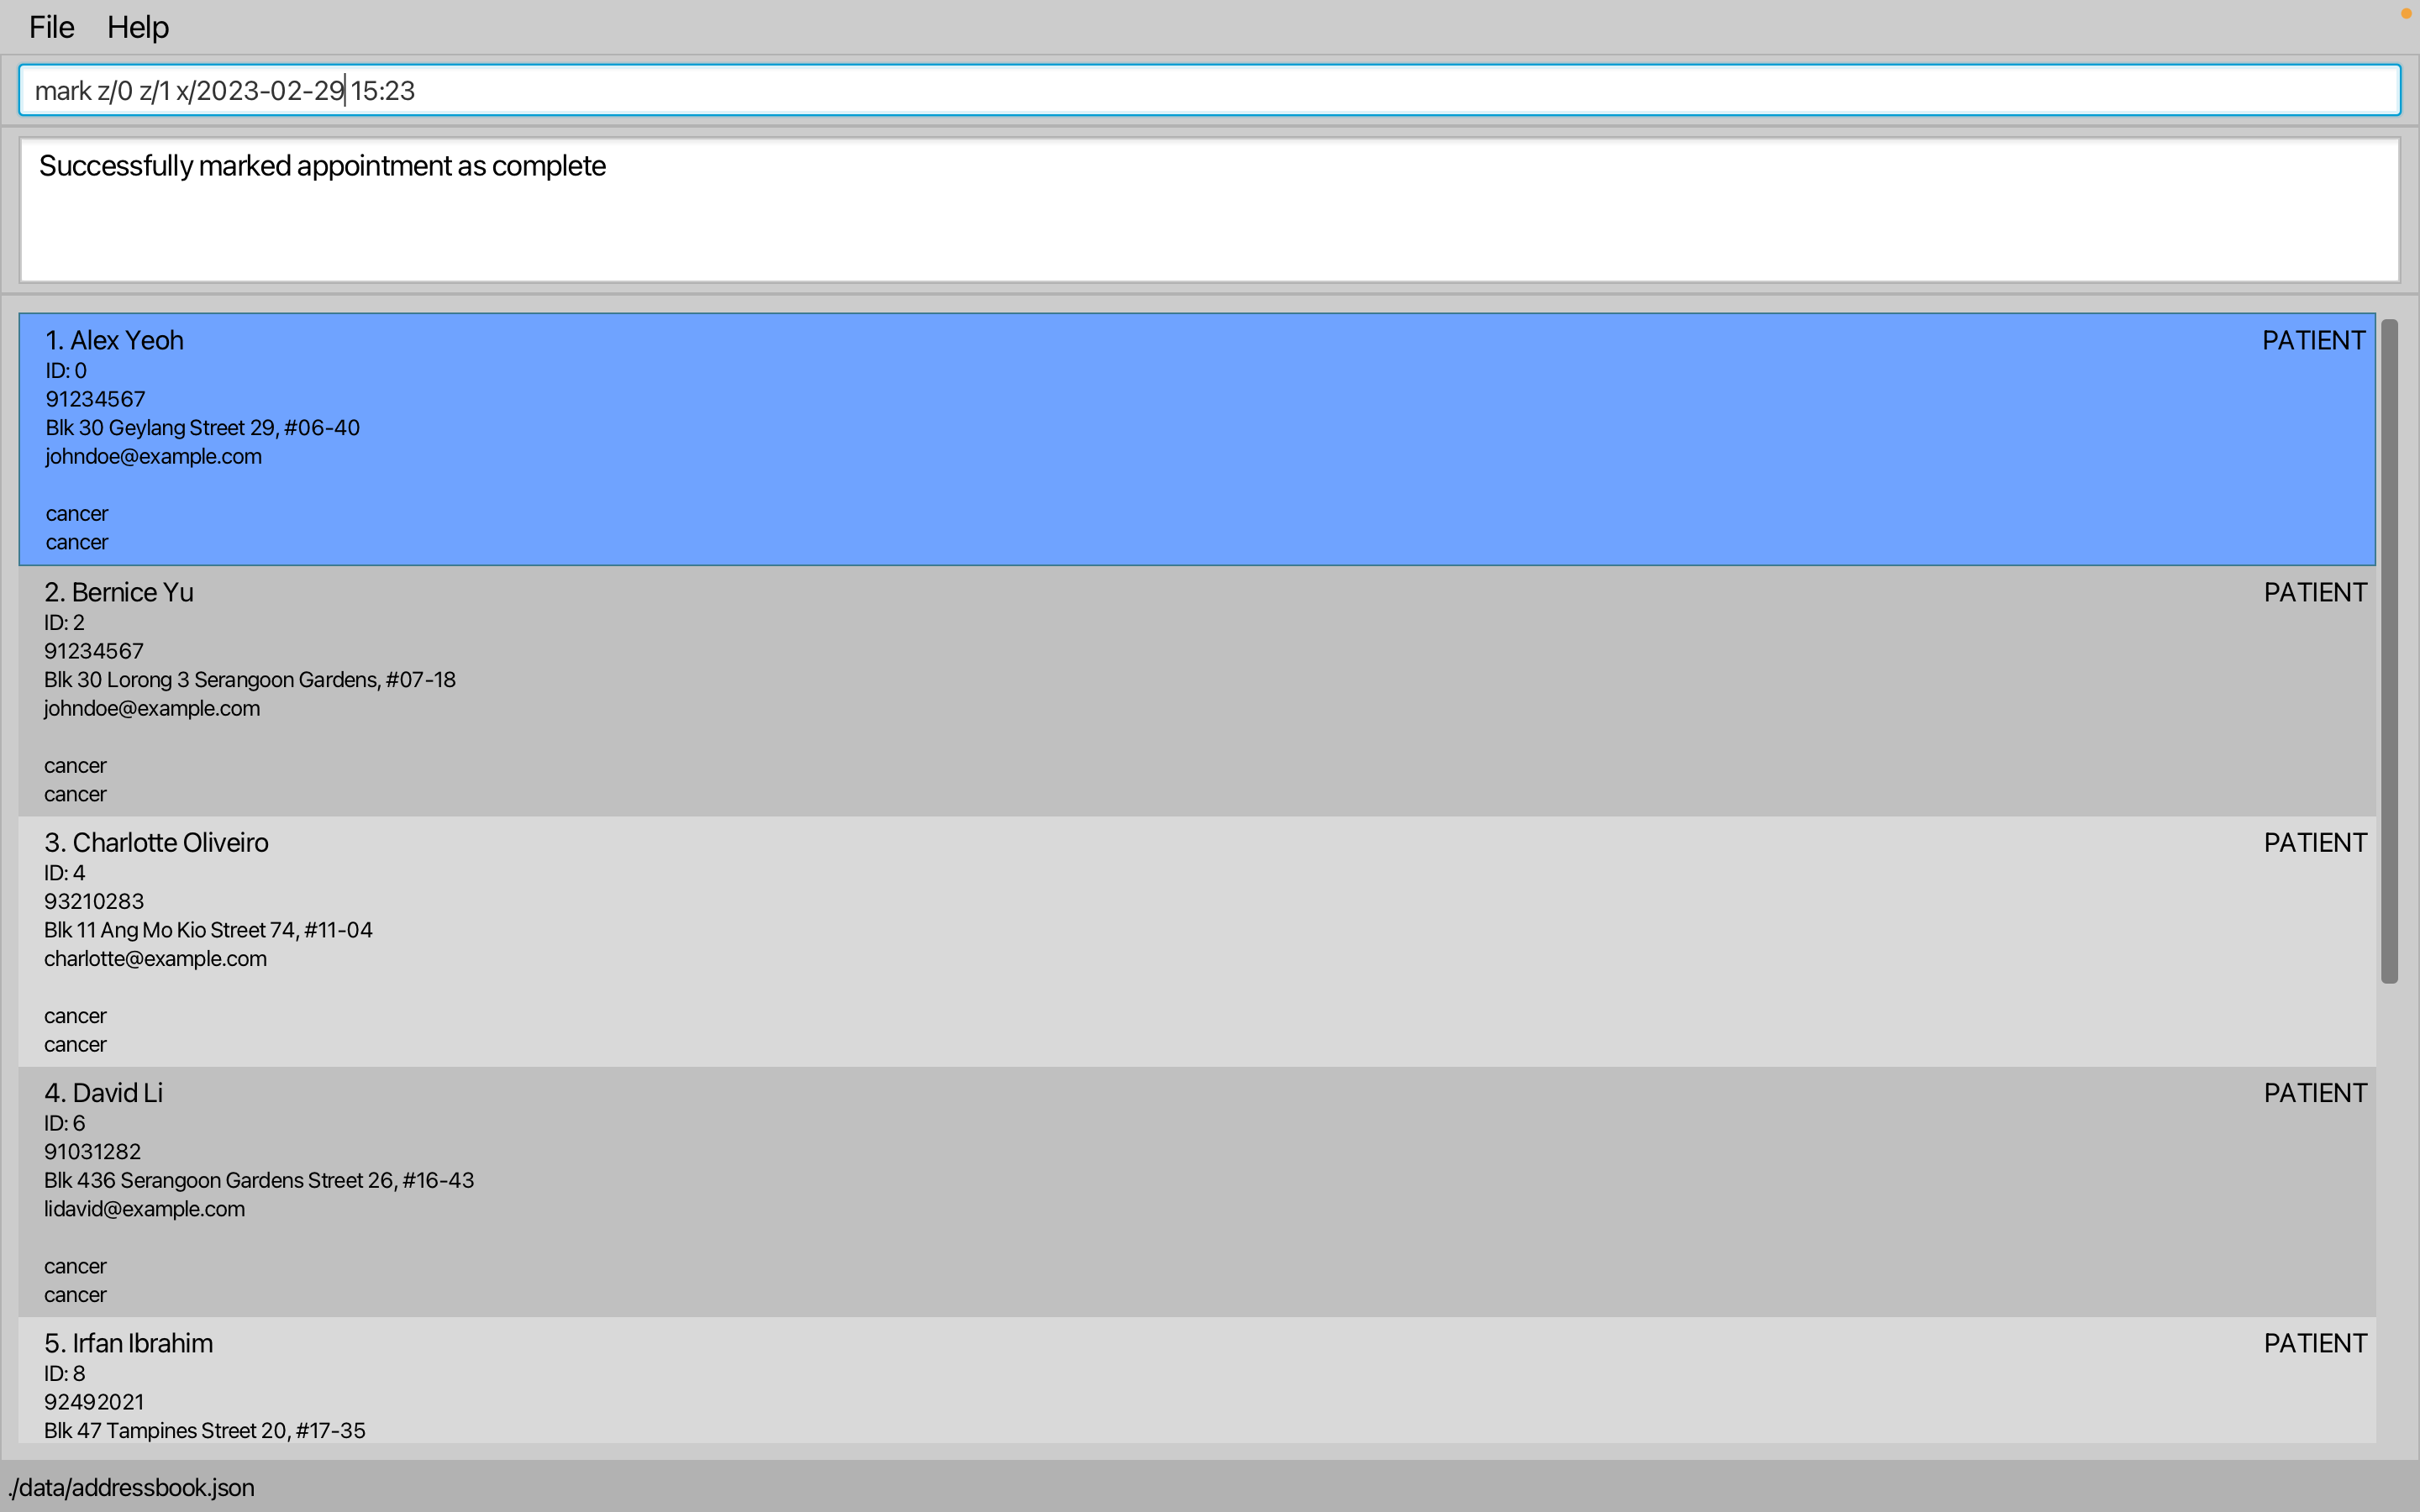 File Help
mark z/0 z/1 x/2023-02-29 15:23
Successfully marked appointment as complete
1. Alex Yeoh PATIENT
ID: 0
91234567
Blk 30 Geylang Street 29, #06-40
johndoe@example.com
cancer
cancer
2. Bernice Yu PATIENT
ID: 2
91234567
Blk 30 Lorong 3 Serangoon Gardens, #07-18
johndoe@example.com
cancer
cancer
3. Charlotte Oliveiro PATIENT
ID: 4
93210283
Blk 11 Ang Mo Kio Street 74, #11-04
charlotte@example.com
cancer
cancer
4. David Li PATIENT
ID: 6
91031282
Blk 436 Serangoon Gardens Street 26, #16-43
lidavid@example.com
cancer
cancer
5. Irfan Ibrahim PATIENT
ID: 8
92492021
Blk 47 Tampines Street 20, #17-35
./data/addressbook.json